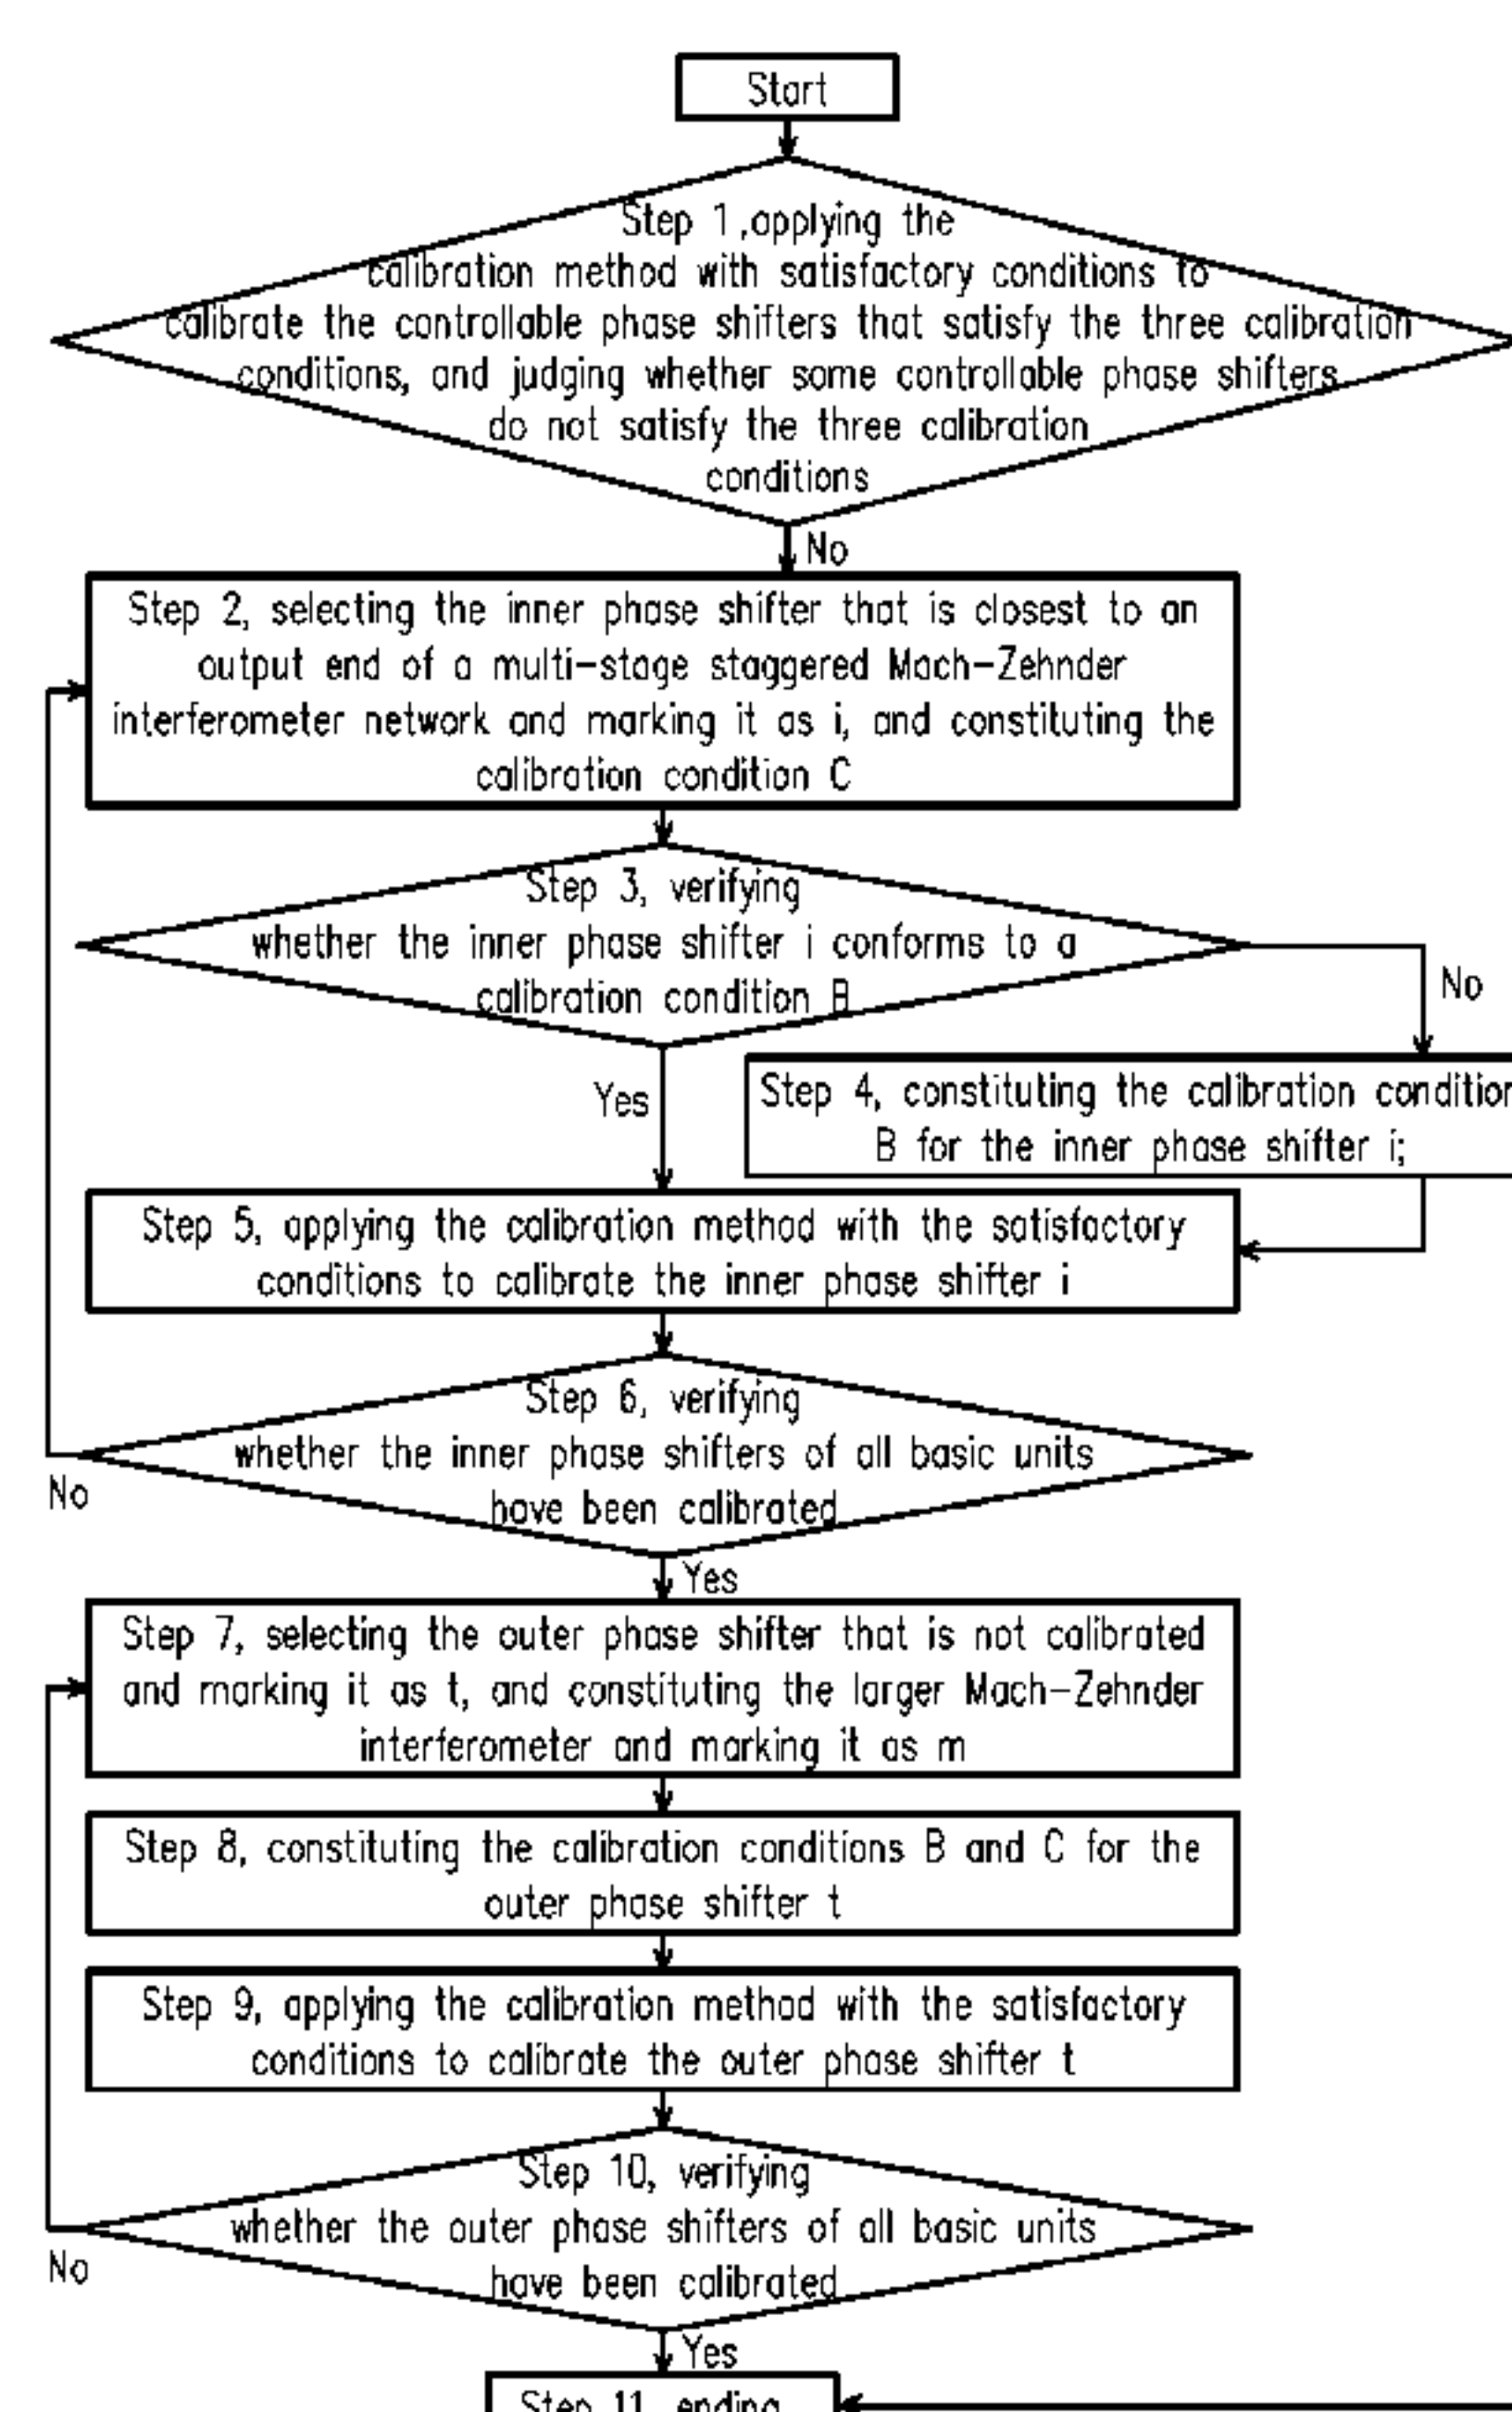 Start
Step 1,applying the
calibration method with satisfactory conditions to
calibrate the controllable phase shifters that satisfy the three calibration
conditions, and judging whether some controllable phase shifters
do not satisfy the three calibration
conditions
No
Step 2, selecting the inner phase shifter that is closest to an
output end of a multi-stage staggered Mach-Zehnder
interferometer network and marking it as i, and constituting the
calibration condition C
Step 3, verifying
whether the inner phase shifter i conforms to a
calibration condition B
No
Yes
Step 4, constituting the calibration condition
B for the inner phase shifter i;
Step 5, applying the calibration method with the satisfactory
conditions to calibrate the inner phase shifter i
Step 6, verifying
whether the inner phase shifters of all basic units
have been calibrated
No
Yes
Step 7, selecting the outer phase shifter that is not calibrated
and marking it as t, and constituting the larger Mach-Zehnder
interferometer and marking it as m
Step 8, constituting the calibration conditions B and C for the
outer phase shifter t
Step 9, applying the calibration method with the satisfactory
conditions to calibrate the outer phase shifter t
Step 10, verifying
whether the outer phase shifters of all basic units
have been calibrated
No
Yes
Step 11, ending